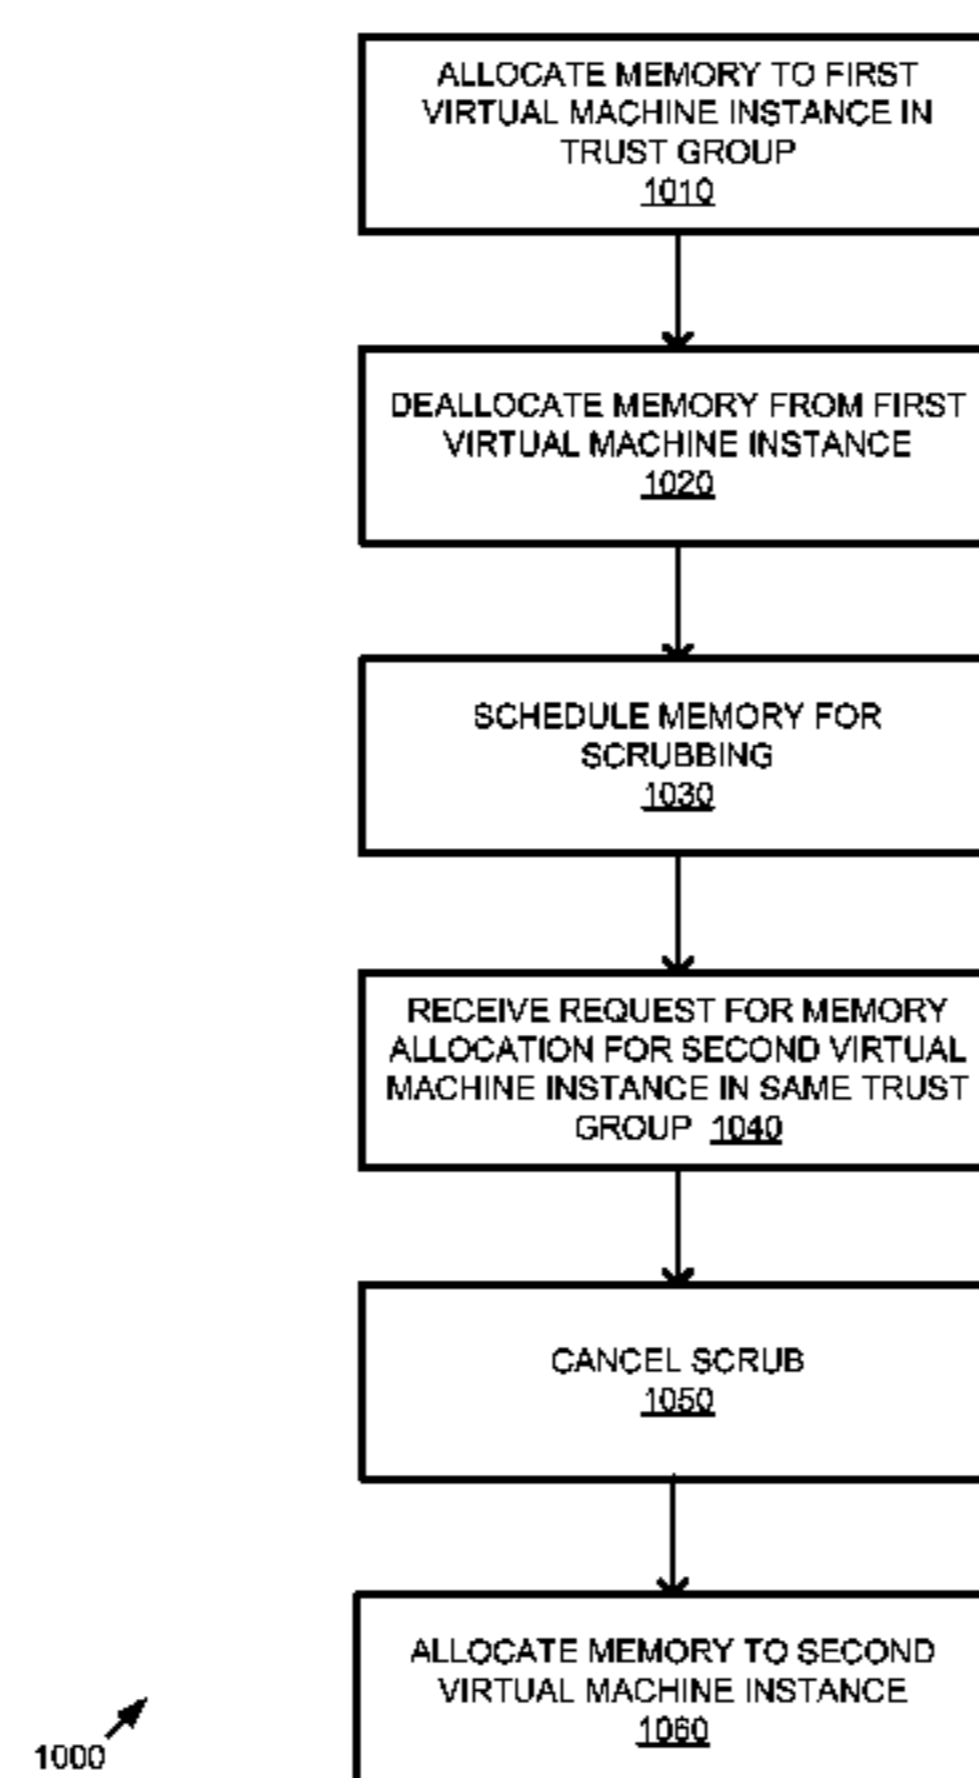 ALLOCATE MEMORY TO FIRST
VIRTUAL MACHINE INSTANCE IN
TRUST GROUP
1010
DEALLOCATE MEMORY FROM FIRST
VIRTUAL MACHINE INSTANCE
1020
SCHEDULE MEMORY FOR
SCRUBBING
1030
RECEIVE REQUEST FOR MEMORY
ALLOCATION FOR SECOND VIRTUAL
MACHINE INSTANCE IN SAME TRUST
GROUP 1040
CANCEL SCRUB
1050
ALLOCATE MEMORY TO SECOND
VIRTUAL MACHINE INSTANCE
1060
1000